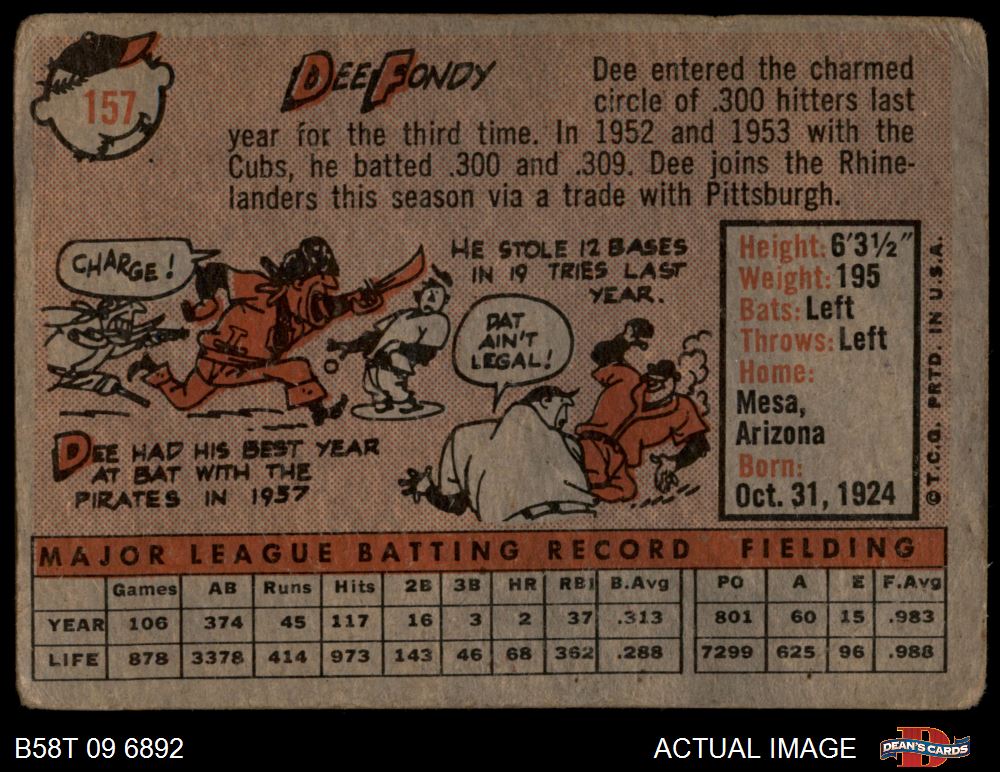 157
DEE FONDY
Dee entered the charmed
circle of .300 hitters last
year for the third time. In 1952 and 1953 with the
Cubs, he batted .300 and .309. Dee joins the Rhine-
landers this season via a trade with Pittsburgh.
CHARGE!
HE STOLE 12 BASES
IN 19 TRIES LAST
YEAR.
DAT
AIN'T
LEGAL!
DEE HAD HIS BEST YEAR
AT BAT WITH THE
PIRATES IN 1957
Height: 6'3½"
Weight: 195
Bats: Left
Throws: Left
Home:
Mesa,
Arizona
Born:
Oct. 31, 1924
©T.C.G. PRTD. IN U.S.A.
MAJOR LEAGUE BATTING RECORD FIELDING
Games AB Runs Hits 2B 3B HR RBI B.Avg PO A E F.Avg
YEAR 106 374 45 117 16 3 2 37 .313 801 60 15 .983
LIFE 878 3378 414 973 143 46 68 362 .288 7299 625 96 .988
B58T 09 6892
ACTUAL IMAGE
D
DEAN'S CARDS